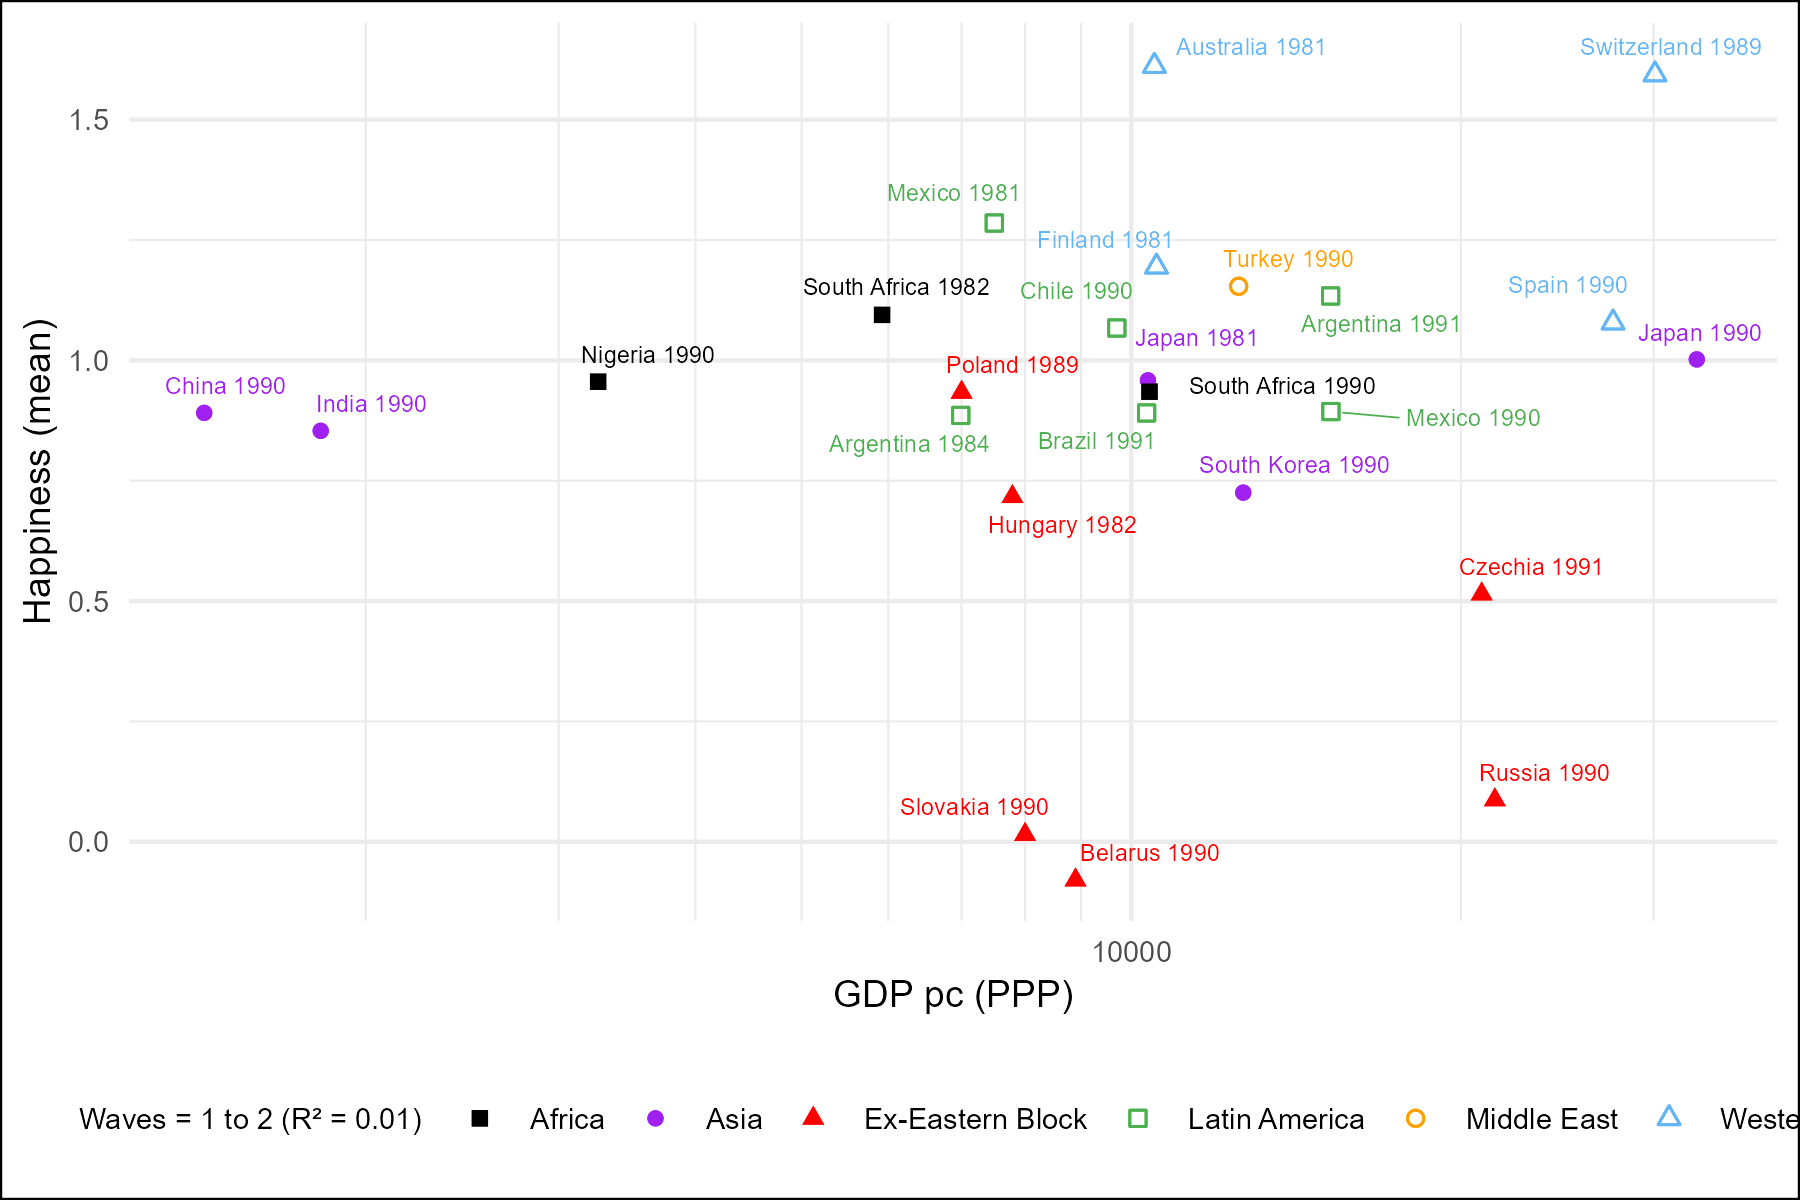 Australia 1981
Switzerland 1989
1.5
Mexico 1981
Finland 1981
Turkey 1990
South Africa 1982
Chile 1990
Spain 1990
Argentina 1991
Japan 1981
Japan 1990
Nigeria 1990
1.0
Poland 1989
China 1990
South Africa 1990
India 1990
Mexico 1990
Argentina 1984
Brazil 1991
South Korea 1990
Hungary 1982
Happiness (mean)
Czechia 1991
0.5
Russia 1990
Slovakia 1990
0.0
Belarus 1990
10000
GDP pc (PPP)
Waves = 1 to 2 (R² = 0.01) Africa Asia Ex-Eastern Block Latin America Middle East Weste